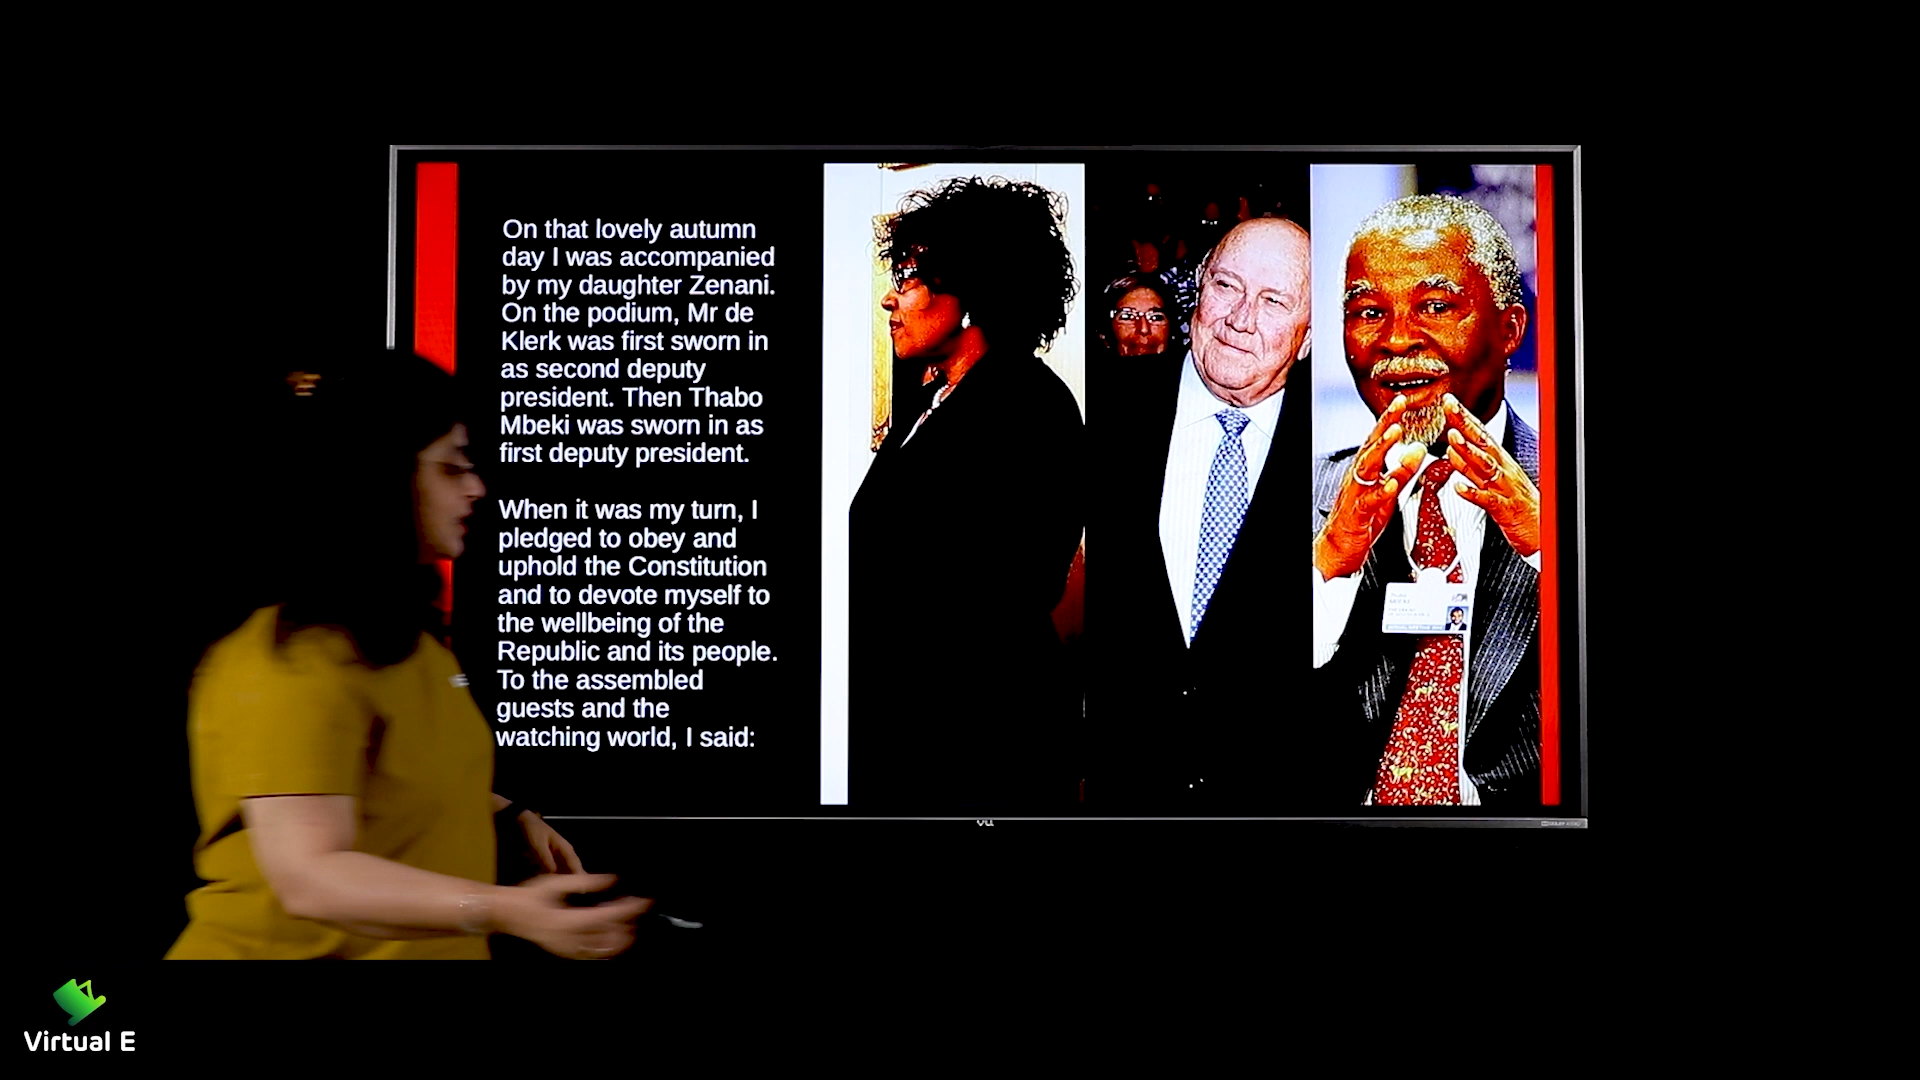 On that lovely autumn
day I was accompanied
by my daughter Zenani.
On the podium, Mr de
Klerk was first sworn in
as second deputy
president. Then Thabo
Mbeki was sworn in as
first deputy president.
When it was my turn, I
pledged to obey and
uphold the Constitution
and to devote myself to
the wellbeing of the
Republic and its people.
To the assembled
guests and the
watching world, I said:
Virtual E